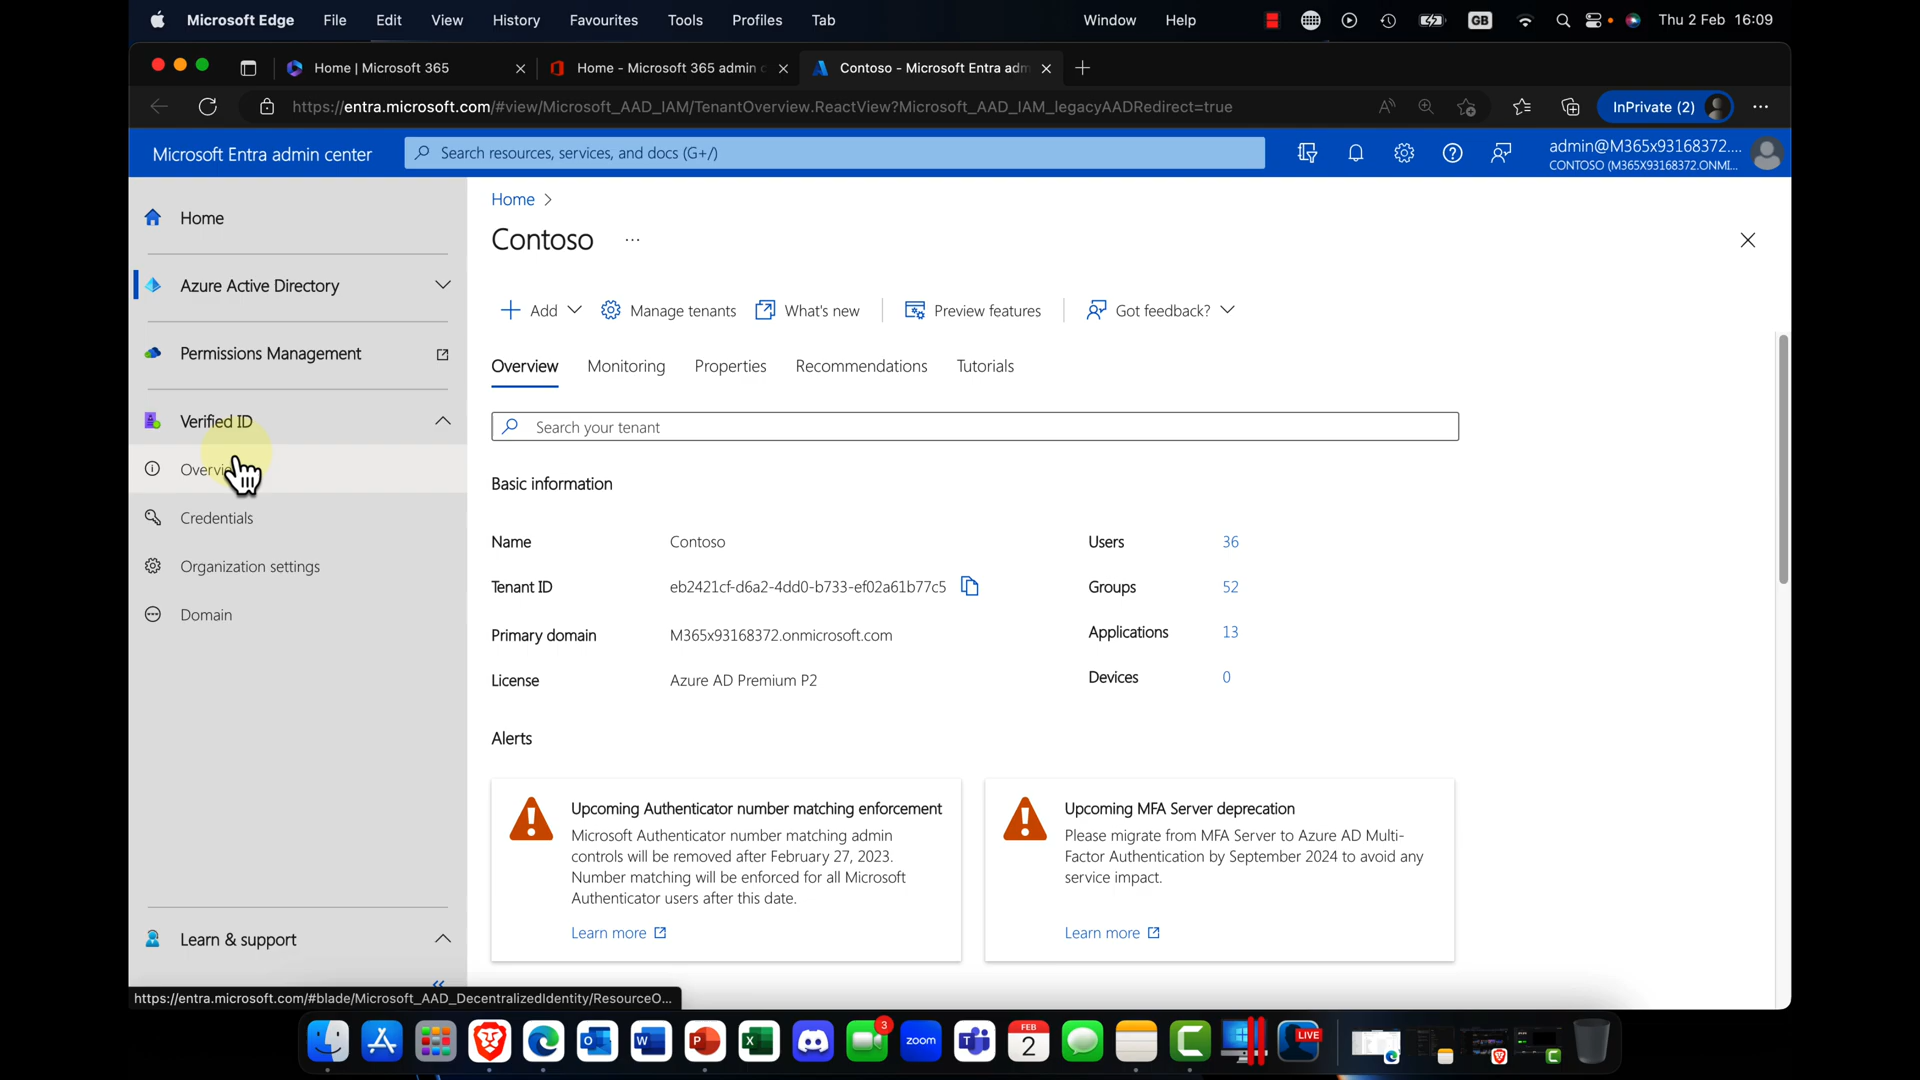 Microsoft Edge File Edit View History Favourites Tools Profiles Tab Window Help GB Thu 2 Feb 16:09
Home | Microsoft 365 Home - Microsoft 365 admin c Contoso - Microsoft Entra adm
https://entra.microsoft.com/#view/Microsoft_AAD_IAM/TenantOverview.ReactView?Microsoft_AAD_IAM_legacyAADRedirect=true InPrivate (2)
Microsoft Entra admin center Search resources, services, and docs (G+/) admin@M365x93168372....
CONTOSO (M365X93168372.ONMI...
Home
Azure Active Directory
Permissions Management
Verified ID
Credentials
Organization settings
Domain
Learn & support
https://entra.microsoft.com/#blade/Microsoft_AAD_DecentralizedIdentity/ResourceO...
Home >
Contoso ...
Add Manage tenants What's new Preview features Got feedback?
Overview Monitoring Properties Recommendations Tutorials
Search your tenant
Basic information
Name Contoso Users 36
Tenant ID eb2421cf-d6a2-4dd0-b733-ef02a61b77c5 Groups 52
Primary domain M365x93168372.onmicrosoft.com Applications 13
License Azure AD Premium P2 Devices 0
Alerts
Upcoming Authenticator number matching enforcement
Microsoft Authenticator number matching admin
controls will be removed after February 27, 2023.
Number matching will be enforced for all Microsoft
Authenticator users after this date.
Learn more
Upcoming MFA Server deprecation
Please migrate from MFA Server to Azure AD Multi-
Factor Authentication by September 2024 to avoid any
service impact.
Learn more
3 zoom FEB 2 LIVE